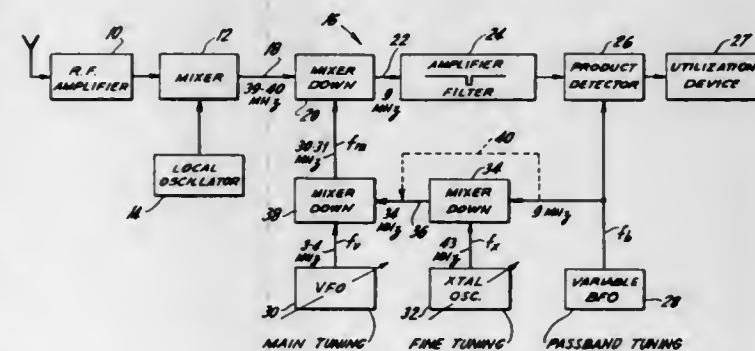 10
R.F. AMPLIFIER
12
MIXER
18
39-40 MHz
16
MIXER DOWN
20
22
9 MHz
24
AMPLIFIER
FILTER
26
PRODUCT DETECTOR
27
UTILIZATION DEVICE
LOCAL OSCILLATOR
14
30-31 MHz
fm
40
MIXER DOWN
38
34 MHz
36
34
MIXER DOWN
9 MHz
3-4 MHz
fv
43 MHz
fx
fb
30
VFO
32
XTAL OSC.
VARIABLE BFO
28
MAIN TUNING
FINE TUNING
PASSBAND TUNING